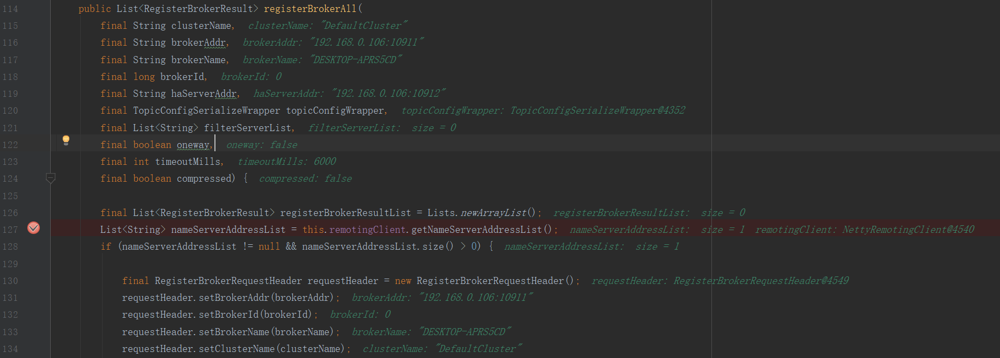 114 public List<RegisterBrokerResult> registerBrokerAll(
115 final String clusterName, clusterName: "DefaultCluster"
116 final String brokerAddr, brokerAddr: "192.168.0.106:10911"
117 final String brokerName, brokerName: "DESKTOP-APRS5CD"
118 final long brokerId, brokerId: 0
119 final String haServerAddr, haServerAddr: "192.168.0.106:10912"
120 final TopicConfigSerializeWrapper topicConfigWrapper, topicConfigWrapper: TopicConfigSerializeWrapper@4352
121 final List<String> filterServerList, filterServerList: size = 0
122 final boolean oneway, oneway: false
123 final int timeoutMills, timeoutMills: 6000
124 final boolean compressed) { compressed: false
125
126 final List<RegisterBrokerResult> registerBrokerResultList = Lists.newArrayList(); registerBrokerResultList: size = 0
127 List<String> nameServerAddressList = this.remotingClient.getNameServerAddressList(); nameServerAddressList: size = 1 remotingClient: NettyRemotingClient@4540
128 if (nameServerAddressList != null && nameServerAddressList.size() > 0) { nameServerAddressList: size = 1
129
130 final RegisterBrokerRequestHeader requestHeader = new RegisterBrokerRequestHeader(); requestHeader: RegisterBrokerRequestHeader@4549
131 requestHeader.setBrokerAddr(brokerAddr); brokerAddr: "192.168.0.106:10911"
132 requestHeader.setBrokerId(brokerId); brokerId: 0
133 requestHeader.setBrokerName(brokerName); brokerName: "DESKTOP-APRS5CD"
134 requestHeader.setClusterName(clusterName); clusterName: "DefaultCluster"